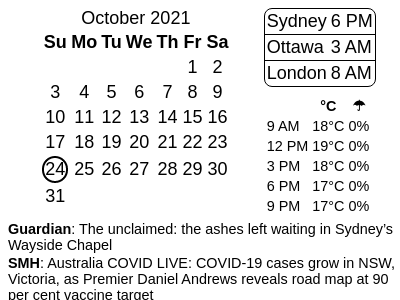 October 2021
Su Mo Tu We Th Fr Sa
1 2
3 4 5 6 7 8 9
10 11 12 13 14 15 16
17 18 19 20 21 22 23
24 25 26 27 28 29 30
31
Sydney 6 PM
Ottawa 3 AM
London 8 AM
°C ☂
9 AM 18°C 0%
12 PM 19°C 0%
3 PM 18°C 0%
6 PM 17°C 0%
9 PM 17°C 0%
Guardian: The unclaimed: the ashes left waiting in Sydney’s
Wayside Chapel
SMH: Australia COVID LIVE: COVID-19 cases grow in NSW,
Victoria, as Premier Daniel Andrews reveals road map at 90
per cent vaccine target